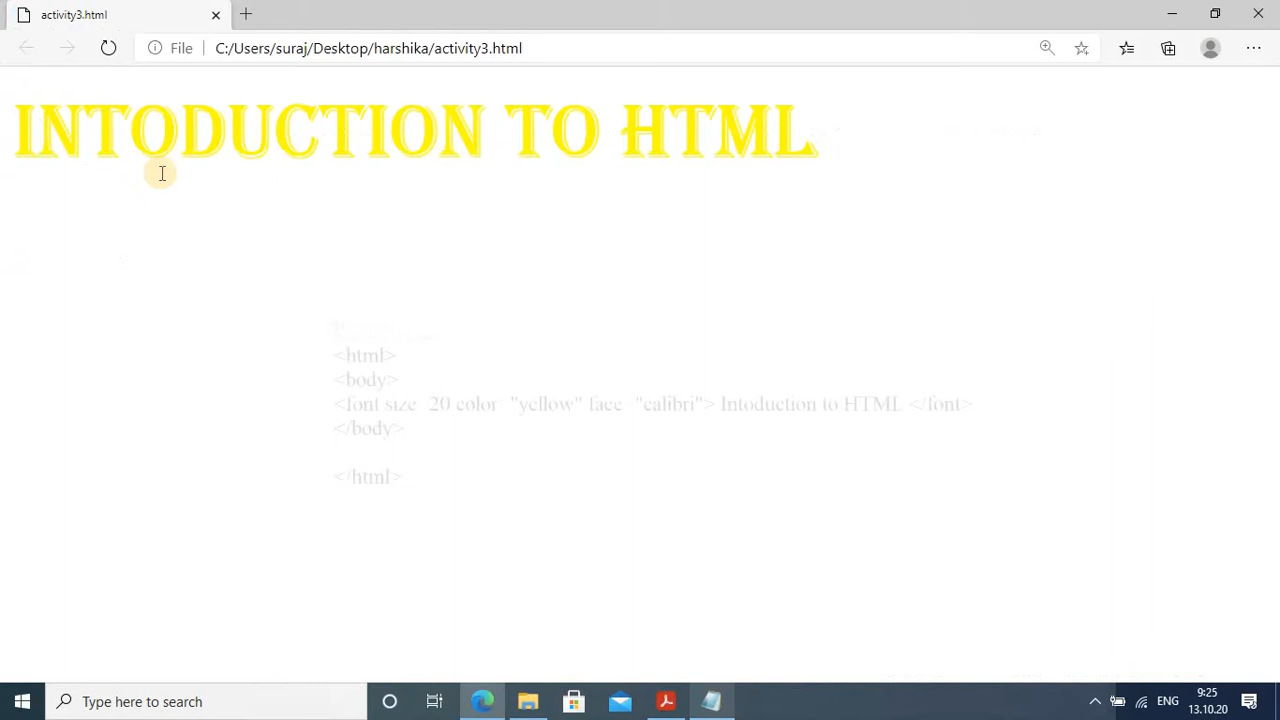 activity3.html
File
C:/Users/suraj/Desktop/harshika/activity3.html
INTODUCTION TO HTML
<html>
<body>
<font size 20 color "yellow" face "calibri"> Intoduction to HTML </font>
</body>
</html>
Type here to search
ENG
9:25
13.10.20